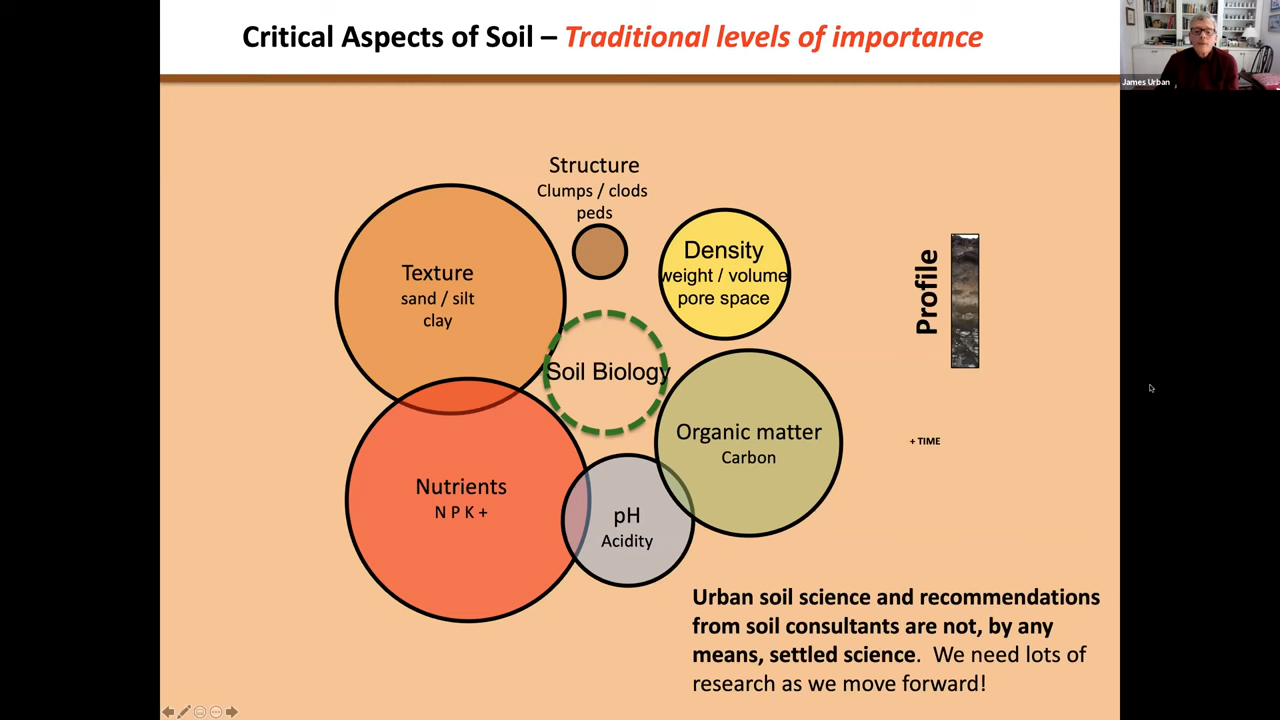 Critical Aspects of Soil – Traditional levels of importance
James Urban
Structure
Clumps / clods
peds
Texture
sand / silt
clay
Density
weight / volume
pore space
Profile
Soil Biology
Organic matter
Carbon
+ TIME
Nutrients
N P K +
pH
Acidity
Urban soil science and recommendations
from soil consultants are not, by any
means, settled science. We need lots of
research as we move forward!